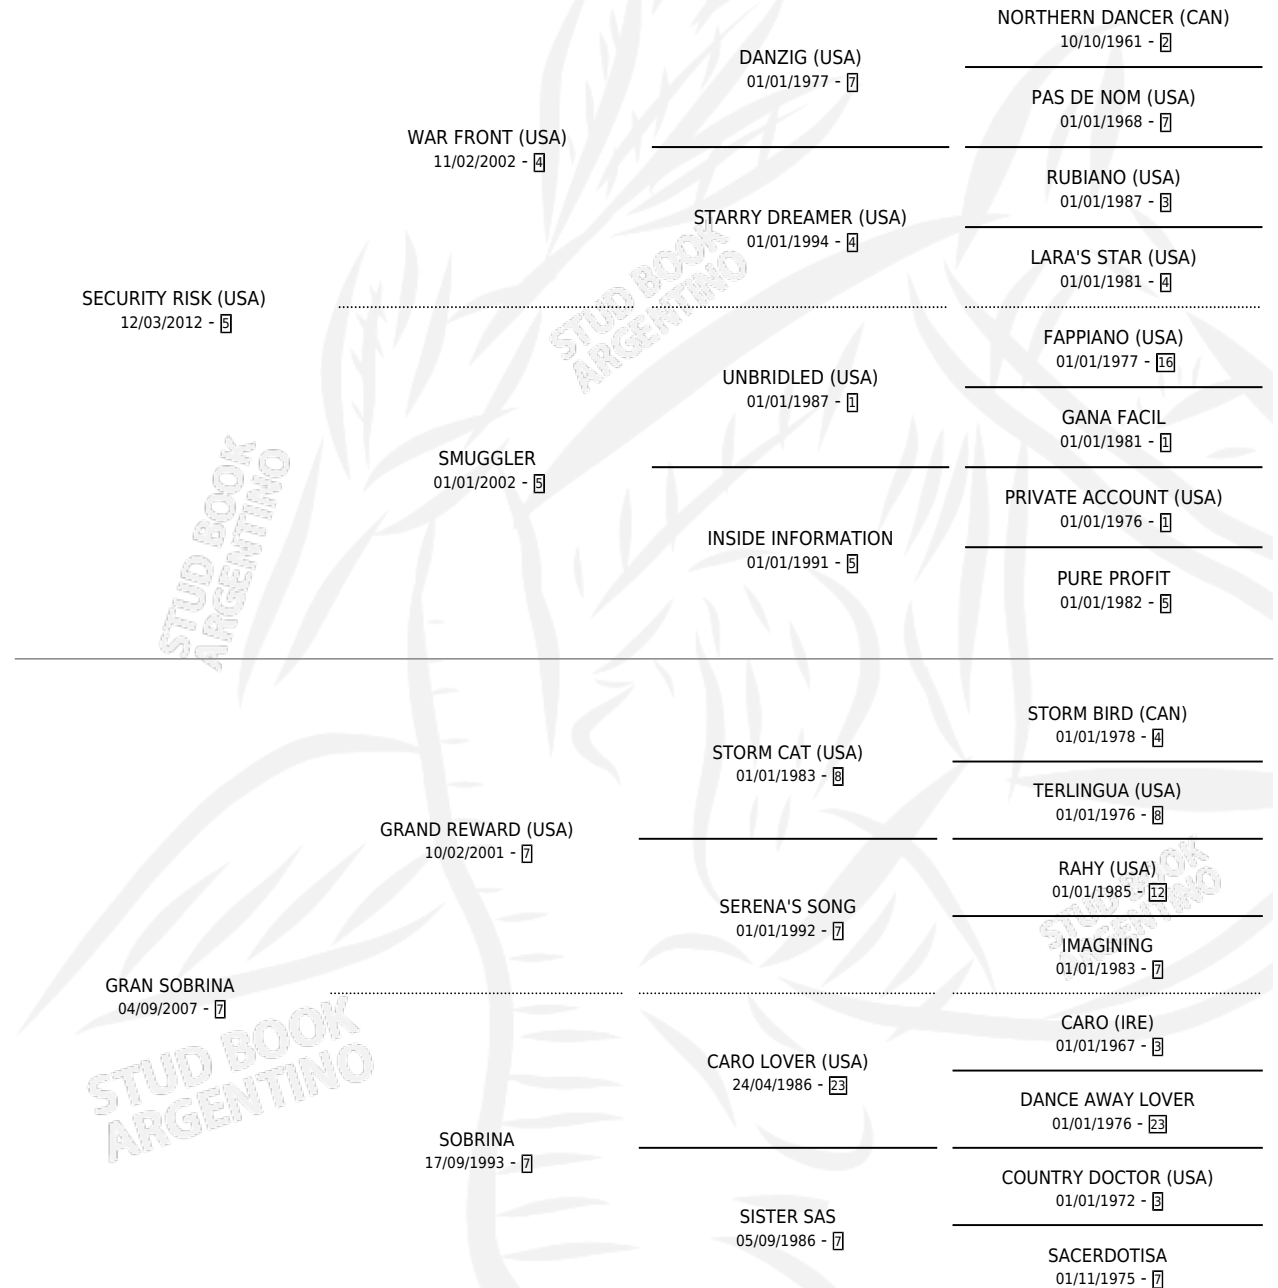 NORTHERN DANCER (CAN)
10/10/1961 - 2
DANZIG (USA)
01/01/1977 - 7
PAS DE NOM (USA)
01/01/1968 - 7
WAR FRONT (USA)
11/02/2002 - 4
RUBIANO (USA)
01/01/1987 - 3
STARRY DREAMER (USA)
01/01/1994 - 4
LARA'S STAR (USA)
01/01/1981 - 4
SECURITY RISK (USA)
12/03/2012 - 5
FAPPIANO (USA)
01/01/1977 - 16
UNBRIDLED (USA)
01/01/1987 - 1
GANA FACIL
01/01/1981 - 1
SMUGGLER
01/01/2002 - 5
PRIVATE ACCOUNT (USA)
01/01/1976 - 1
INSIDE INFORMATION
01/01/1991 - 5
PURE PROFIT
01/01/1982 - 5
STORM BIRD (CAN)
01/01/1978 - 4
STORM CAT (USA)
01/01/1983 - 8
TERLINGUA (USA)
01/01/1976 - 8
GRAND REWARD (USA)
10/02/2001 - 7
RAHY (USA)
01/01/1985 - 12
SERENA'S SONG
01/01/1992 - 7
IMAGINING
01/01/1983 - 7
GRAN SOBRINA
04/09/2007 - 7
CARO (IRE)
01/01/1967 - 3
CARO LOVER (USA)
24/04/1986 - 23
DANCE AWAY LOVER
01/01/1976 - 23
SOBRINA
17/09/1993 - 7
COUNTRY DOCTOR (USA)
01/01/1972 - 3
SISTER SAS
05/09/1986 - 7
SACERDOTISA
01/11/1975 - 7
STUD BOOK
ARGENTINO
STUD BOOK
ARGENTINO
STUD BOOK
ARGENTINO
STUD BOOK
ARGENTINO